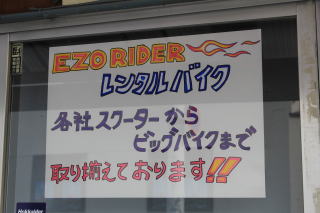 EZO RIDER
レンタルバイク
各社スクーターから
ビッグバイクまで
取り揃えております!!
Hokkaido